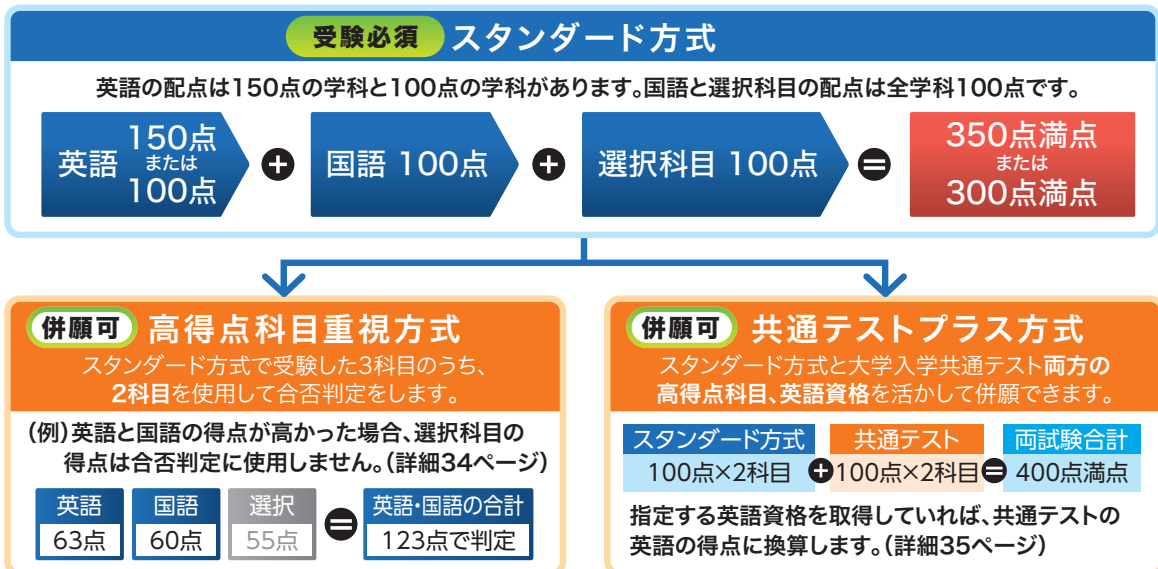 受験必須 スタンダード方式
英語の配点は150点の学科と100点の学科があります。国語と選択科目の配点は全学科100点です。
英語 150点 または 100点 + 国語 100点 + 選択科目 100点 = 350点満点 または 300点満点
併願可 高得点科目重視方式
スタンダード方式で受験した3科目のうち、
2科目を使用して合否判定をします。
(例)英語と国語の得点が高かった場合、選択科目の
得点は合否判定に使用しません。(詳細34ページ)
英語 国語 選択 = 英語・国語の合計
63点 60点 55点 123点で判定
併願可 共通テストプラス方式
スタンダード方式と大学入学共通テスト両方の
高得点科目、英語資格を活かして併願できます。
スタンダード方式 共通テスト 両試験合計
100点×2科目 + 100点×2科目 = 400点満点
指定する英語資格を取得していれば、共通テストの
英語の得点に換算します。(詳細35ページ)